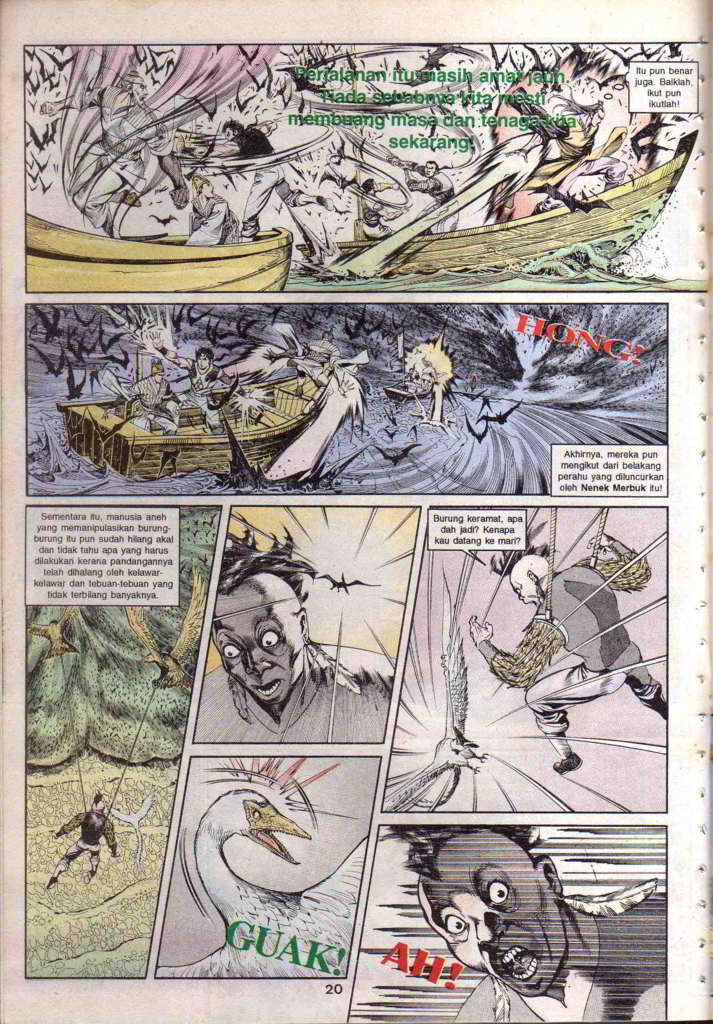 Perjalanan itu masih amat jauh.
Tiada sebabnya kita mesti
membuang masa dan tenaga kita
sekarang!
Itu pun benar
juga. Baiklah,
ikut pun
ikutlah!
HONG!
Akhirnya, mereka pun
mengikut dari belakang
perahu yang diluncurkan
oleh Nenek Merbuk itu!
Sementara itu, manusia aneh
yang memanipulasikan burung-
burung itu pun sudah hilang akal
dan tidak tahu apa yang harus
dilakukan kerana pandangannya
telah dihalang oleh kelawar-
kelawar dan tebuan-tebuan yang
tidak terbilang banyaknya.
Burung keramat, apa
dah jadi? Kenapa
kau datang ke mari?
GUAK!
AH!
20